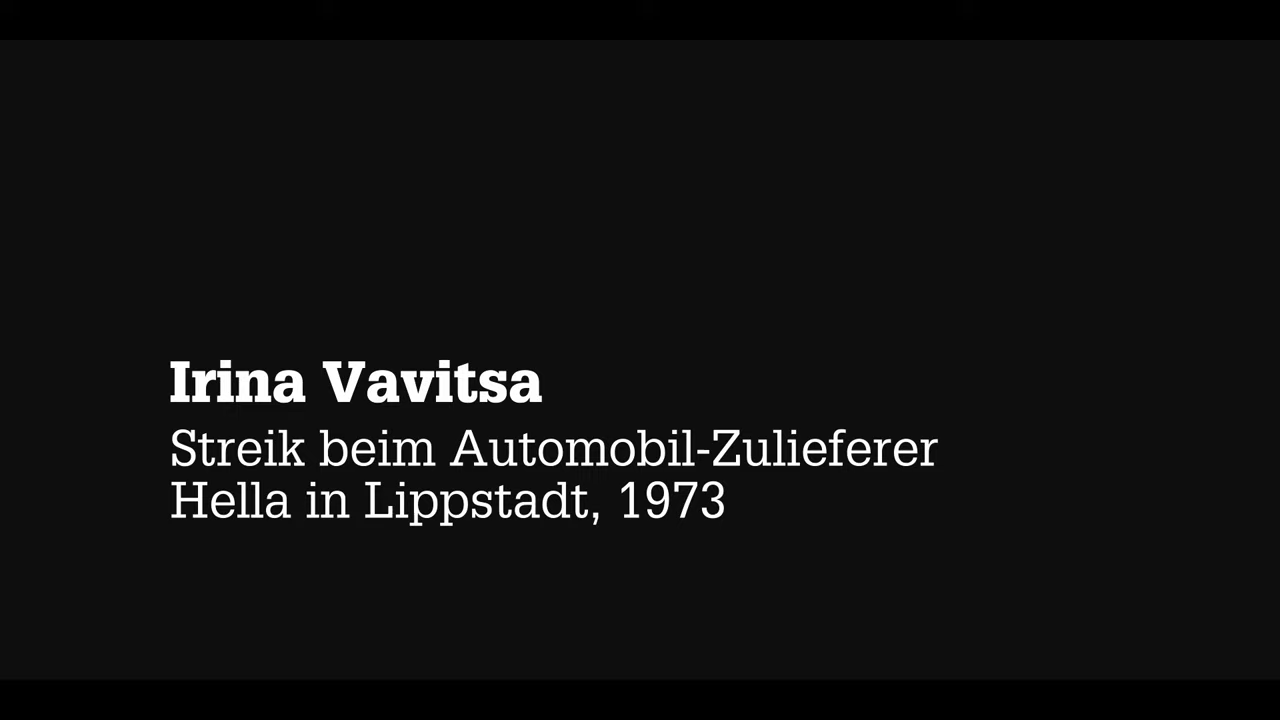 Irina Vavitsa
Streik beim Automobil-Zulieferer
Hella in Lippstadt, 1973